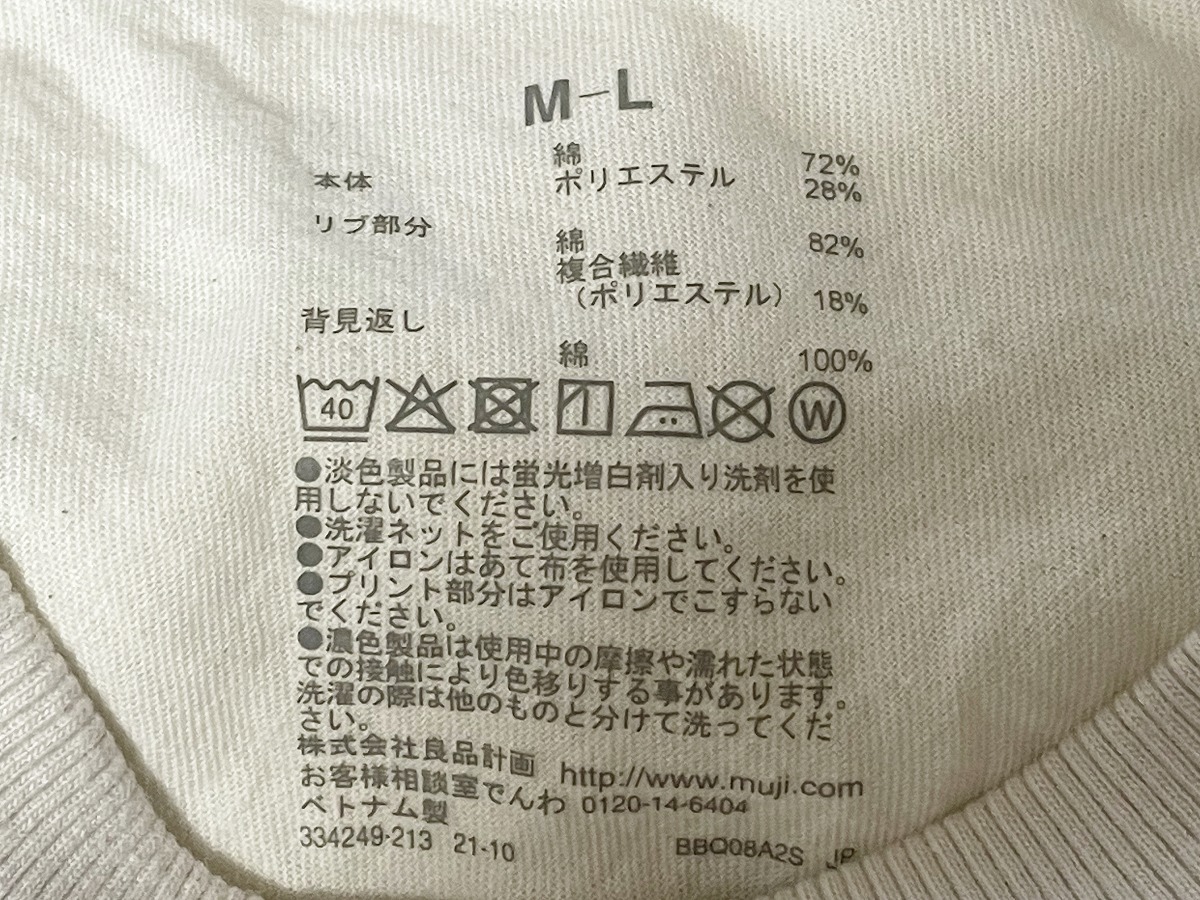 M-L
本体 綿 72%
ポリエステル 28%
リブ部分 綿 82%
複合繊維
(ポリエステル) 18%
背見返し
綿 100%
40 W
●淡色製品には蛍光増白剤入り洗剤を使
用しないでください。
●洗濯ネットをご使用ください。
●アイロンはあて布を使用してください。
●プリント部分はアイロンでこすらない
でください。
●濃色製品は使用中の摩擦や濡れた状態
での接触により色移りする事があります。
洗濯の際は他のものと分けて洗ってくだ
さい。
株式会社良品計画 http://www.muji.com
お客様相談室でんわ 0120-14-6404
ベトナム製
334249-213 21-10 BBQ08A2S JP